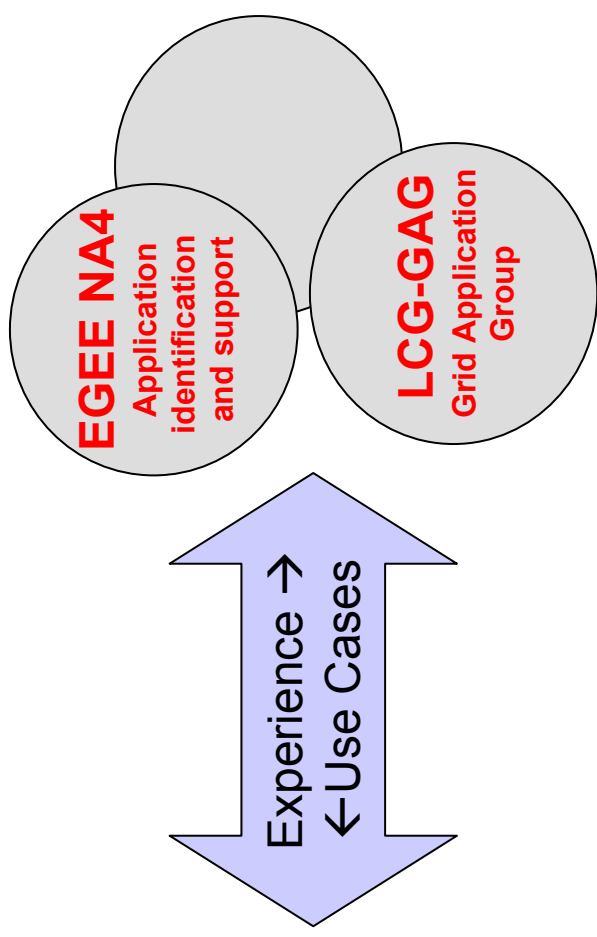 EGEE NA4
Application
identification
and support
LCG-GAG
Grid Application
Group
Experience →
←Use Cases